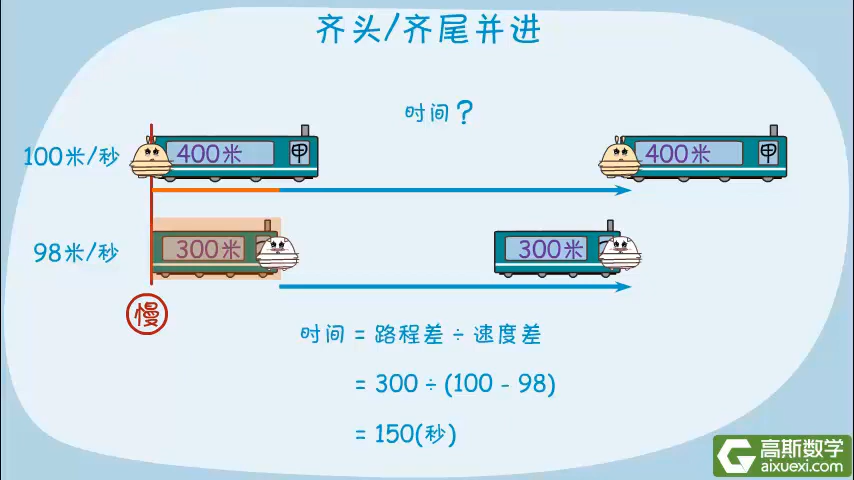 齐头/齐尾并进
时间?
100米/秒
400米
甲
400米
甲
98米/秒
300米
300米
慢
时间 = 路程差 ÷ 速度差
= 300 ÷ (100 - 98)
= 150(秒)
高斯数学
aixuexi.com